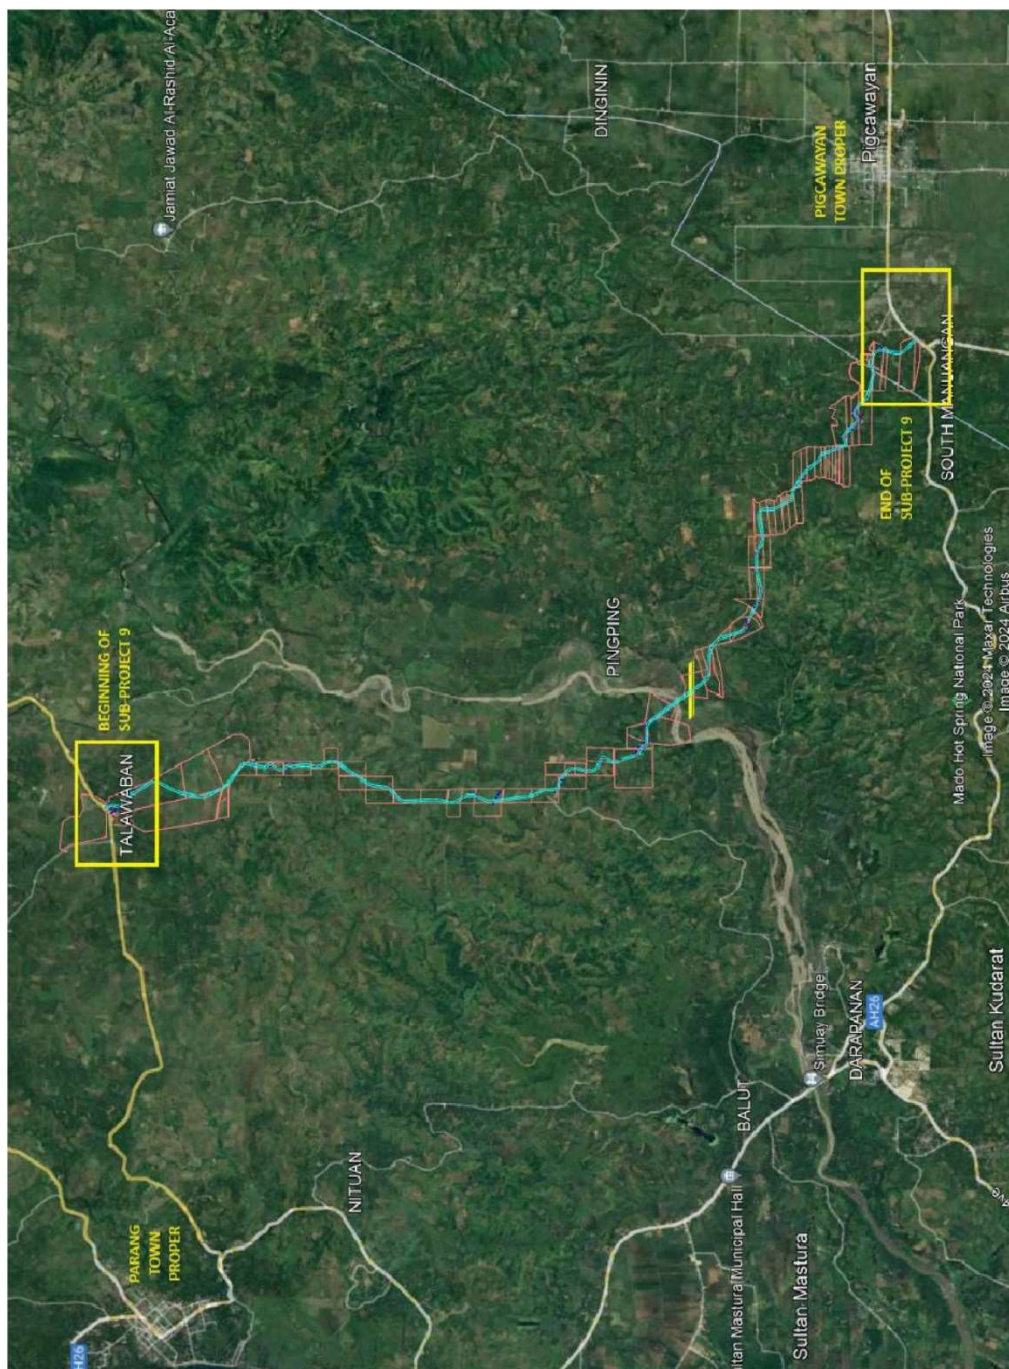 Jamiat Jawad Al-Rashid Al-Aca
DINGININ
PIGCAWAYAN
TOWN PROPER
Pigcawayan
BEGINNING OF
SUB-PROJECT 9
TALAWABAN
PINGPING
END OF
SUB-PROJECT 9
SOUTH MANUANGAN
PARANG
TOWN
PROPER
H26
NITUAN
BALUT
Simuay Bridge
DARAPANAN
AH26
ltan Mastura Municipal Hall
Sultan Mastura
Sultan Kudarat
Mado Hot Spring National Park
Image © 2024 Maxar Technologies
Image © 2024 Airbus